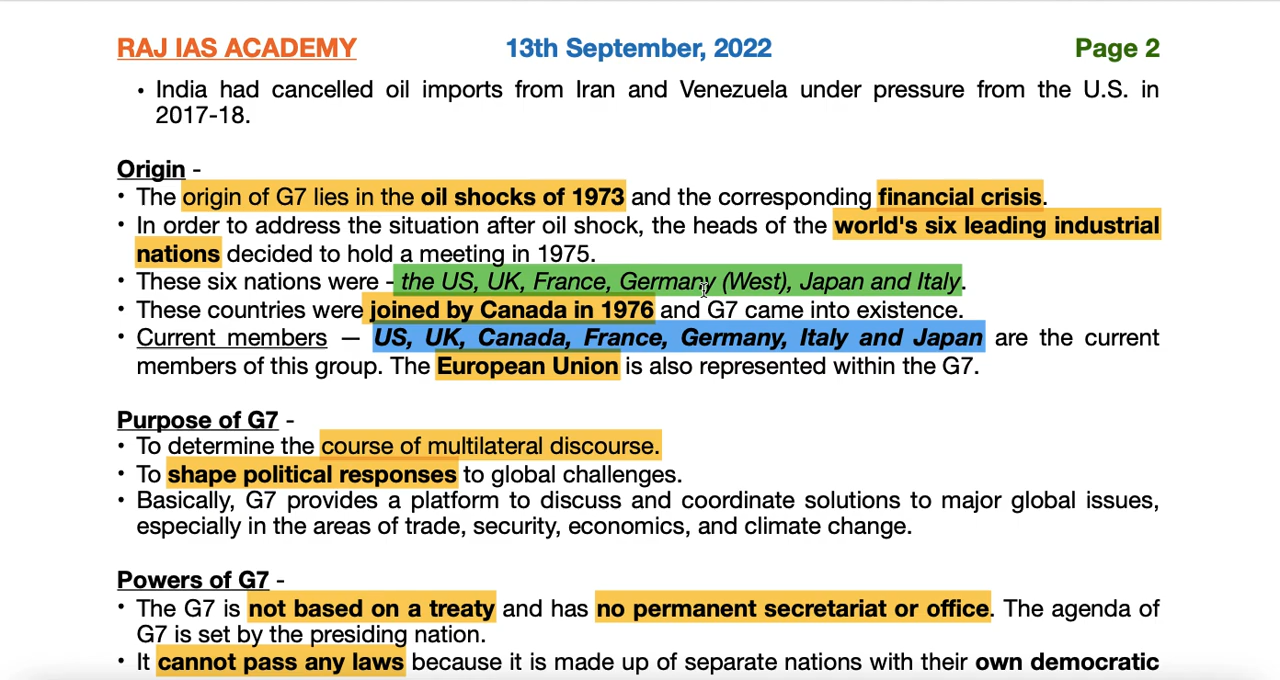 RAJ IAS ACADEMY 13th September, 2022 Page 2
• India had cancelled oil imports from Iran and Venezuela under pressure from the U.S. in
2017-18.
Origin -
• The origin of G7 lies in the oil shocks of 1973 and the corresponding financial crisis.
• In order to address the situation after oil shock, the heads of the world's six leading industrial
nations decided to hold a meeting in 1975.
• These six nations were - the US, UK, France, Germany (West), Japan and Italy.
• These countries were joined by Canada in 1976 and G7 came into existence.
• Current members — US, UK, Canada, France, Germany, Italy and Japan are the current
members of this group. The European Union is also represented within the G7.
Purpose of G7 -
• To determine the course of multilateral discourse.
• To shape political responses to global challenges.
• Basically, G7 provides a platform to discuss and coordinate solutions to major global issues,
especially in the areas of trade, security, economics, and climate change.
Powers of G7 -
• The G7 is not based on a treaty and has no permanent secretariat or office. The agenda of
G7 is set by the presiding nation.
• It cannot pass any laws because it is made up of separate nations with their own democratic